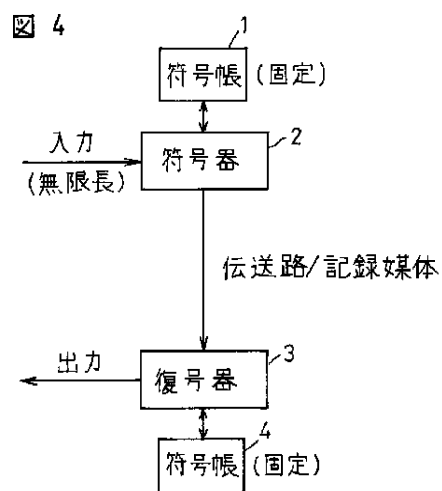 図 4
1
符号帳 (固定)
入力
(無限長)
符号器
2
伝送路/記録媒体
出力
復号器
3
4
符号帳 (固定)